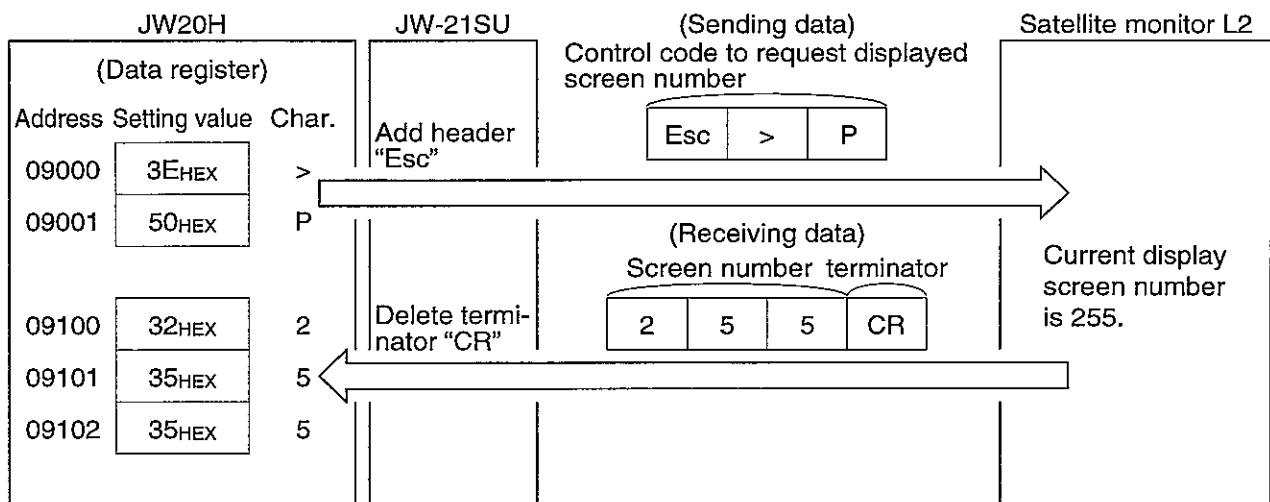 JW20H
JW-21SU
(Sending data)
Satellite monitor L2
(Data register)
Control code to request displayed
screen number
Address Setting value Char.
Add header
"Esc"
Esc > P
09000 3EHEX >
09001 50HEX P
(Receiving data)
Screen number terminator
Current display
screen number
is 255.
09100 32HEX 2
Delete termi-
nator "CR"
2 5 5 CR
09101 35HEX 5
09102 35HEX 5